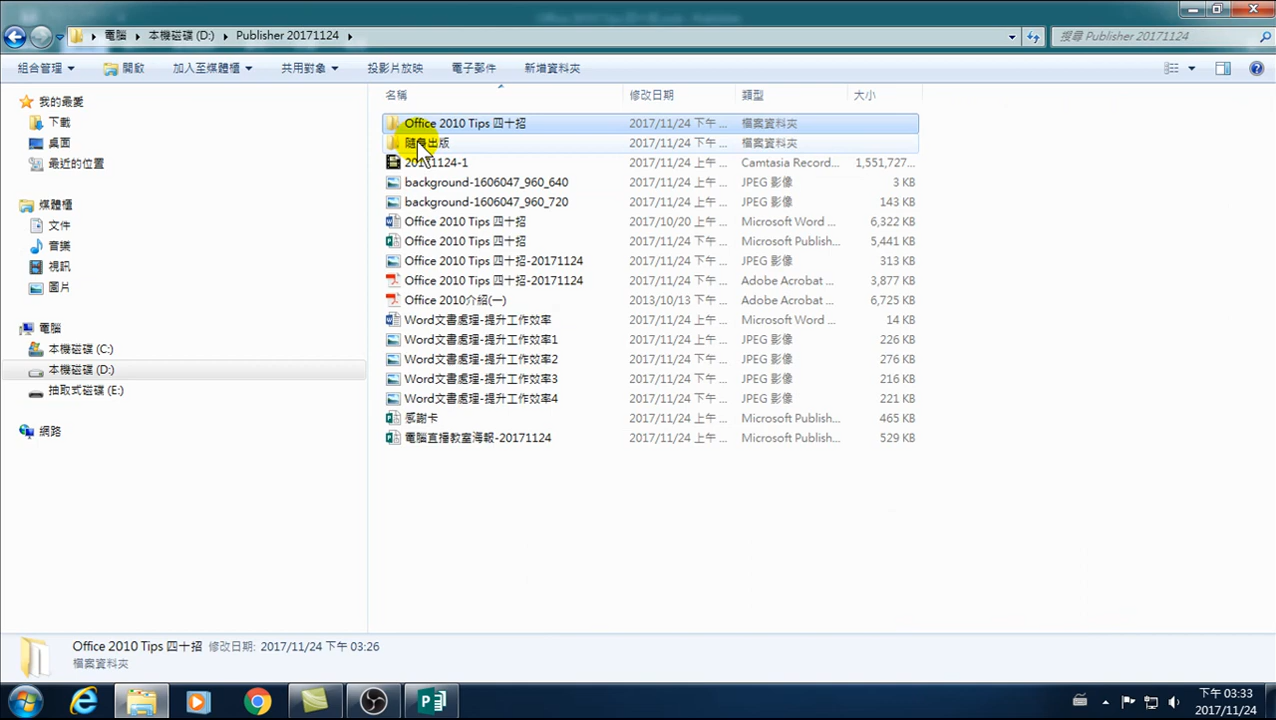 電腦 本機磁碟 (D:) Publisher 20171124
搜尋 Publisher 20171124
組合管理 開啟 加入至媒體櫃 共用對象 投影片放映 電子郵件 新增資料夾
我的最愛
下載
桌面
最近的位置
媒體櫃
文件
音樂
視訊
圖片
電腦
本機磁碟 (C:)
本機磁碟 (D:)
抽取式磁碟 (E:)
網路
名稱 修改日期 類型 大小
Office 2010 Tips 四十招 2017/11/24 下午 ... 檔案資料夾
隨身出版 2017/11/24 下午 ... 檔案資料夾
20171124-1 2017/11/24 下午 ... Camtasia Record... 1,551,727...
background-1606047_960_640 2017/11/24 下午 ... JPEG 影像 3 KB
background-1606047_960_720 2017/11/24 下午 ... JPEG 影像 143 KB
Office 2010 Tips 四十招 2017/10/20 下午 ... Microsoft Word ... 6,322 KB
Office 2010 Tips 四十招 2017/11/24 下午 ... Microsoft Publish... 5,441 KB
Office 2010 Tips 四十招-20171124 2017/11/24 下午 ... JPEG 影像 313 KB
Office 2010 Tips 四十招-20171124 2017/11/24 下午 ... Adobe Acrobat ... 3,877 KB
Office 2010介紹(一) 2013/10/13 下午 ... Adobe Acrobat ... 6,725 KB
Word文書處理-提升工作效率 2017/11/24 上午 ... Microsoft Word ... 14 KB
Word文書處理-提升工作效率1 2017/11/24 上午 ... JPEG 影像 226 KB
Word文書處理-提升工作效率2 2017/11/24 上午 ... JPEG 影像 276 KB
Word文書處理-提升工作效率3 2017/11/24 上午 ... JPEG 影像 216 KB
Word文書處理-提升工作效率4 2017/11/24 上午 ... JPEG 影像 221 KB
感謝卡 2017/11/24 上午 ... Microsoft Publish... 465 KB
電腦直播教室海報-20171124 2017/11/24 上午 ... Microsoft Publish... 529 KB
Office 2010 Tips 四十招 修改日期: 2017/11/24 下午 03:26
檔案資料夾
下午 03:33
2017/11/24